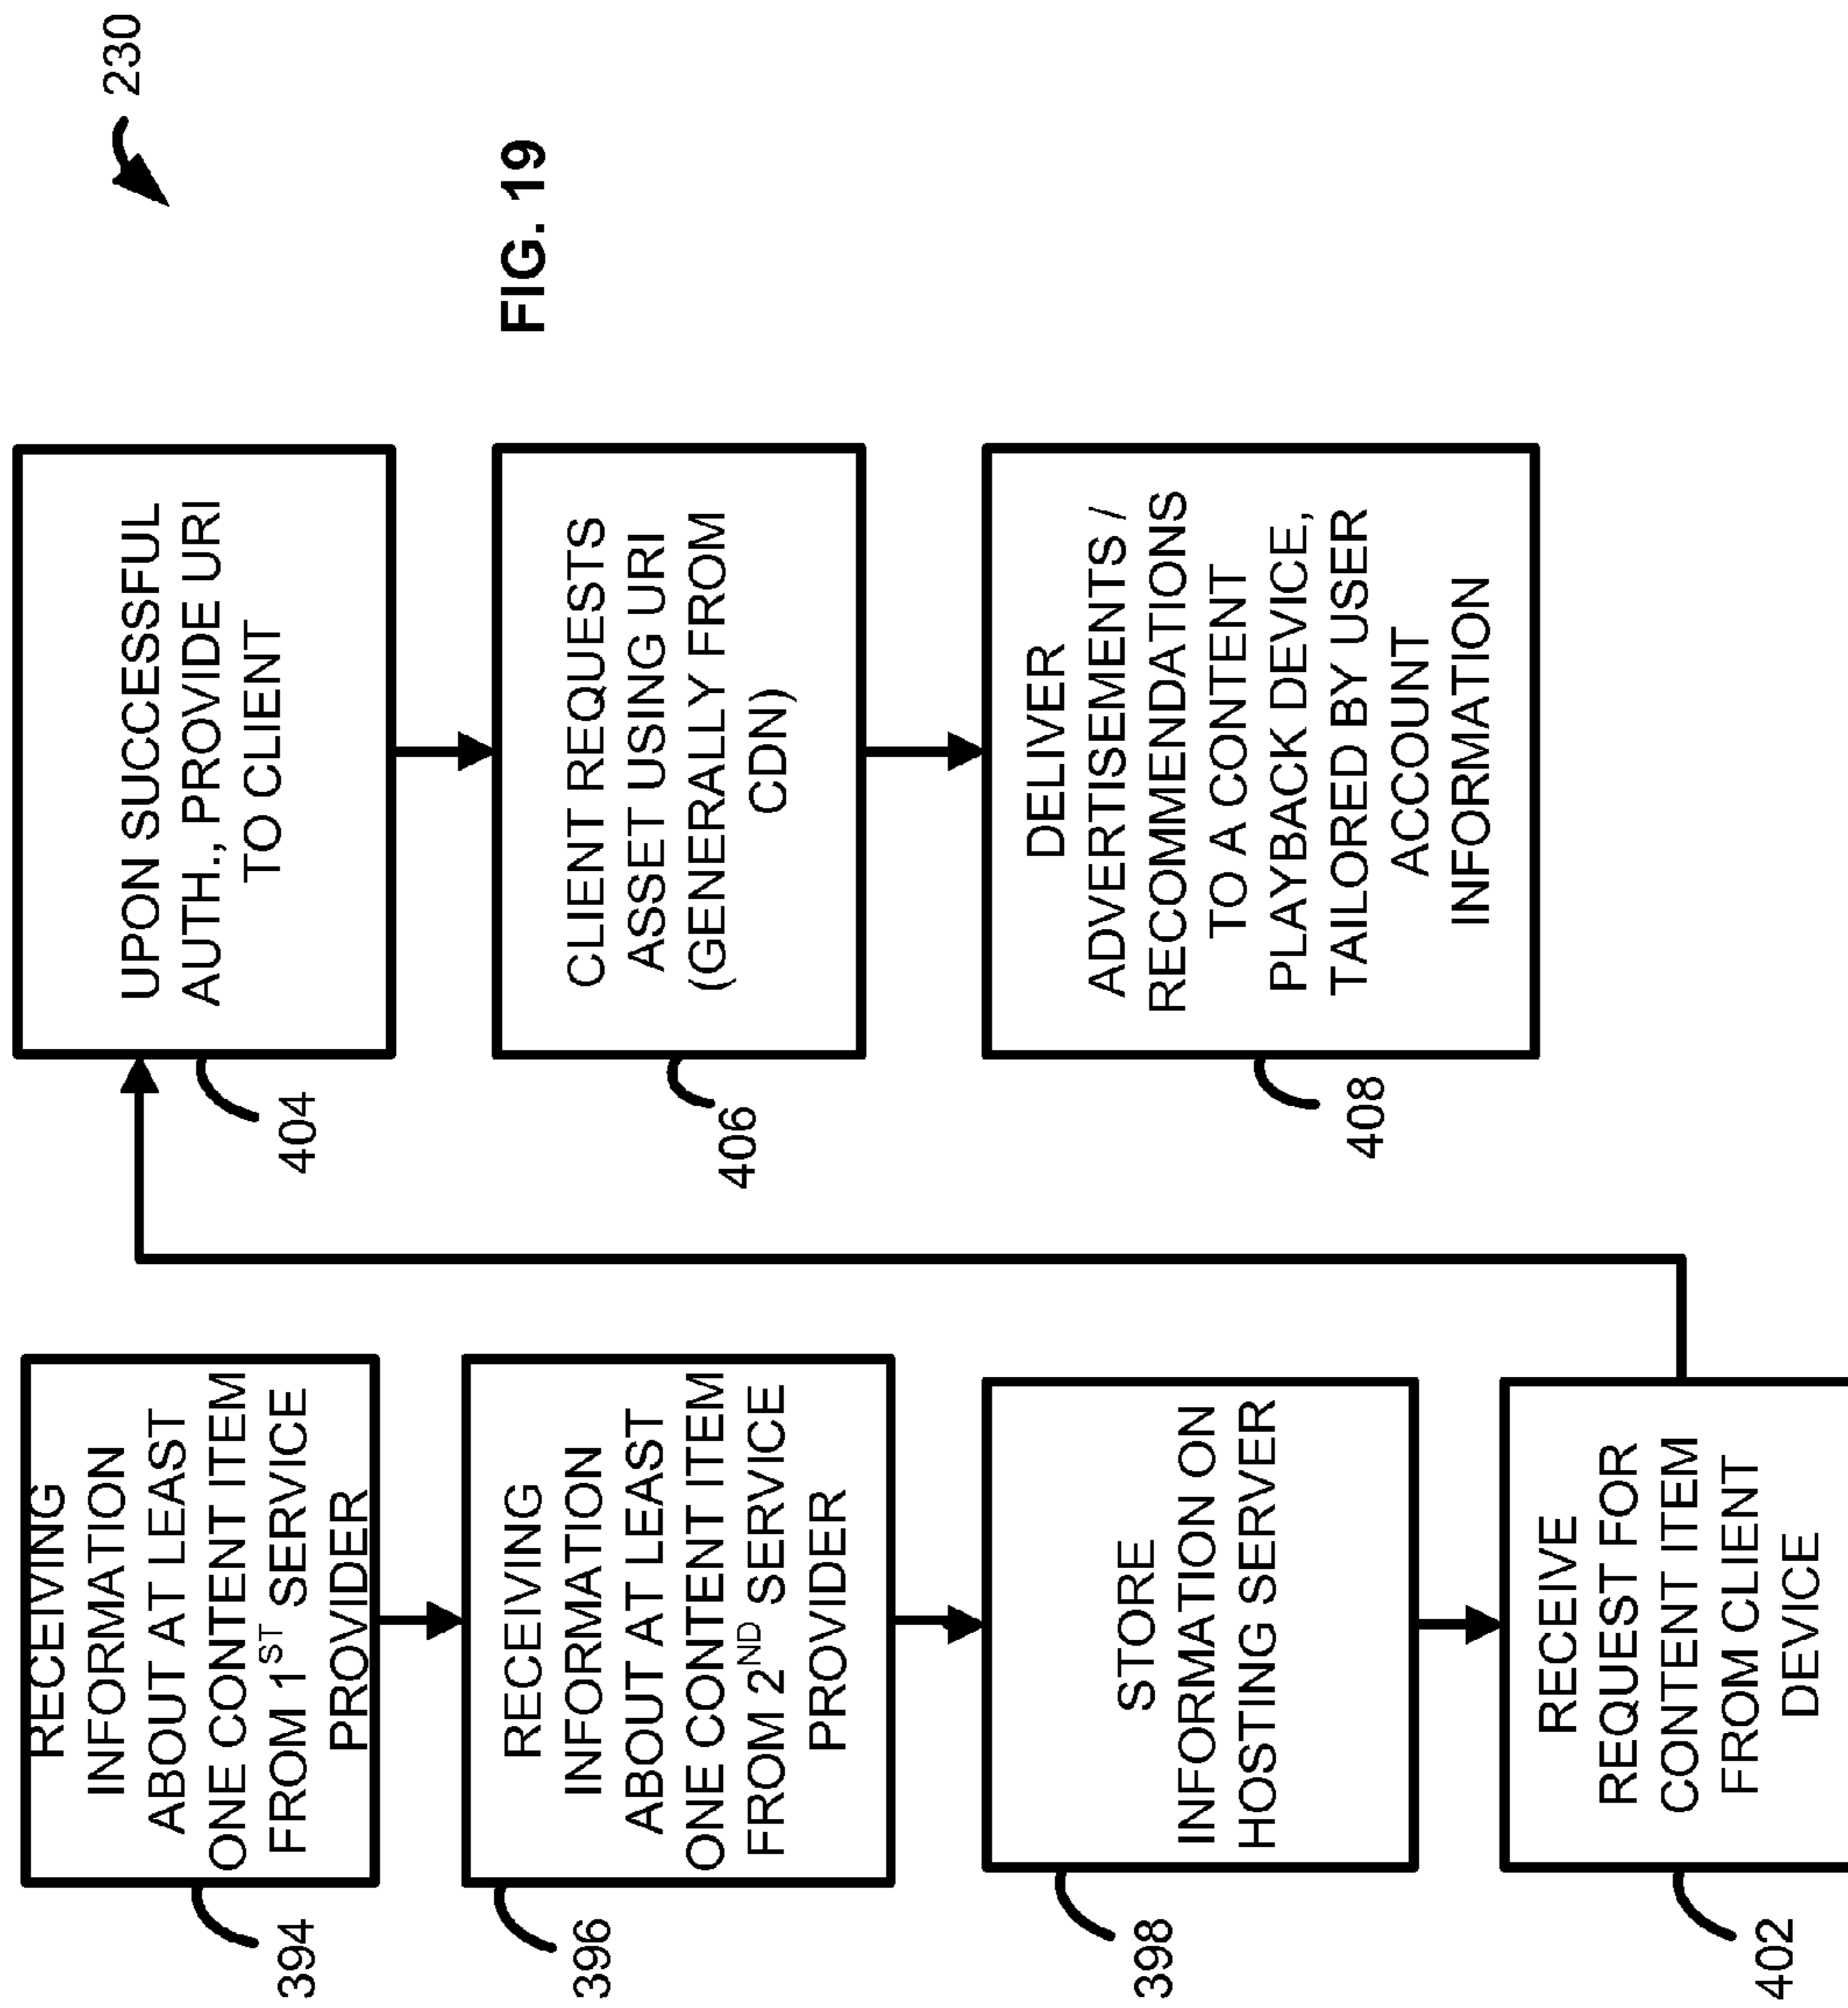 230
RECEIVING
INFORMATION
ABOUT AT LEAST
ONE CONTENT ITEM
FROM 1ST SERVICE
PROVIDER
394
RECEIVING
INFORMATION
ABOUT AT LEAST
ONE CONTENT ITEM
FROM 2ND SERVICE
PROVIDER
396
STORE
INFORMATION ON
HOSTING SERVER
398
RECEIVE
REQUEST FOR
CONTENT ITEM
FROM CLIENT
DEVICE
402
UPON SUCCESSFUL
AUTH., PROVIDE URI
TO CLIENT
404
CLIENT REQUESTS
ASSET USING URI
(GENERALLY FROM
CDN)
406
DELIVER
ADVERTISEMENTS /
RECOMMENDATIONS
TO A CONTENT
PLAYBACK DEVICE,
TAILORED BY USER
ACCOUNT
INFORMATION
408
FIG. 19